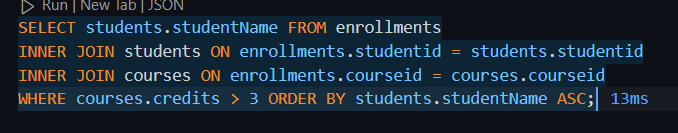 Run | New Tab | JSON
SELECT students.studentName FROM enrollments
INNER JOIN students ON enrollments.studentid = students.studentid
INNER JOIN courses ON enrollments.courseid = courses.courseid
WHERE courses.credits > 3 ORDER BY students.studentName ASC; 13ms